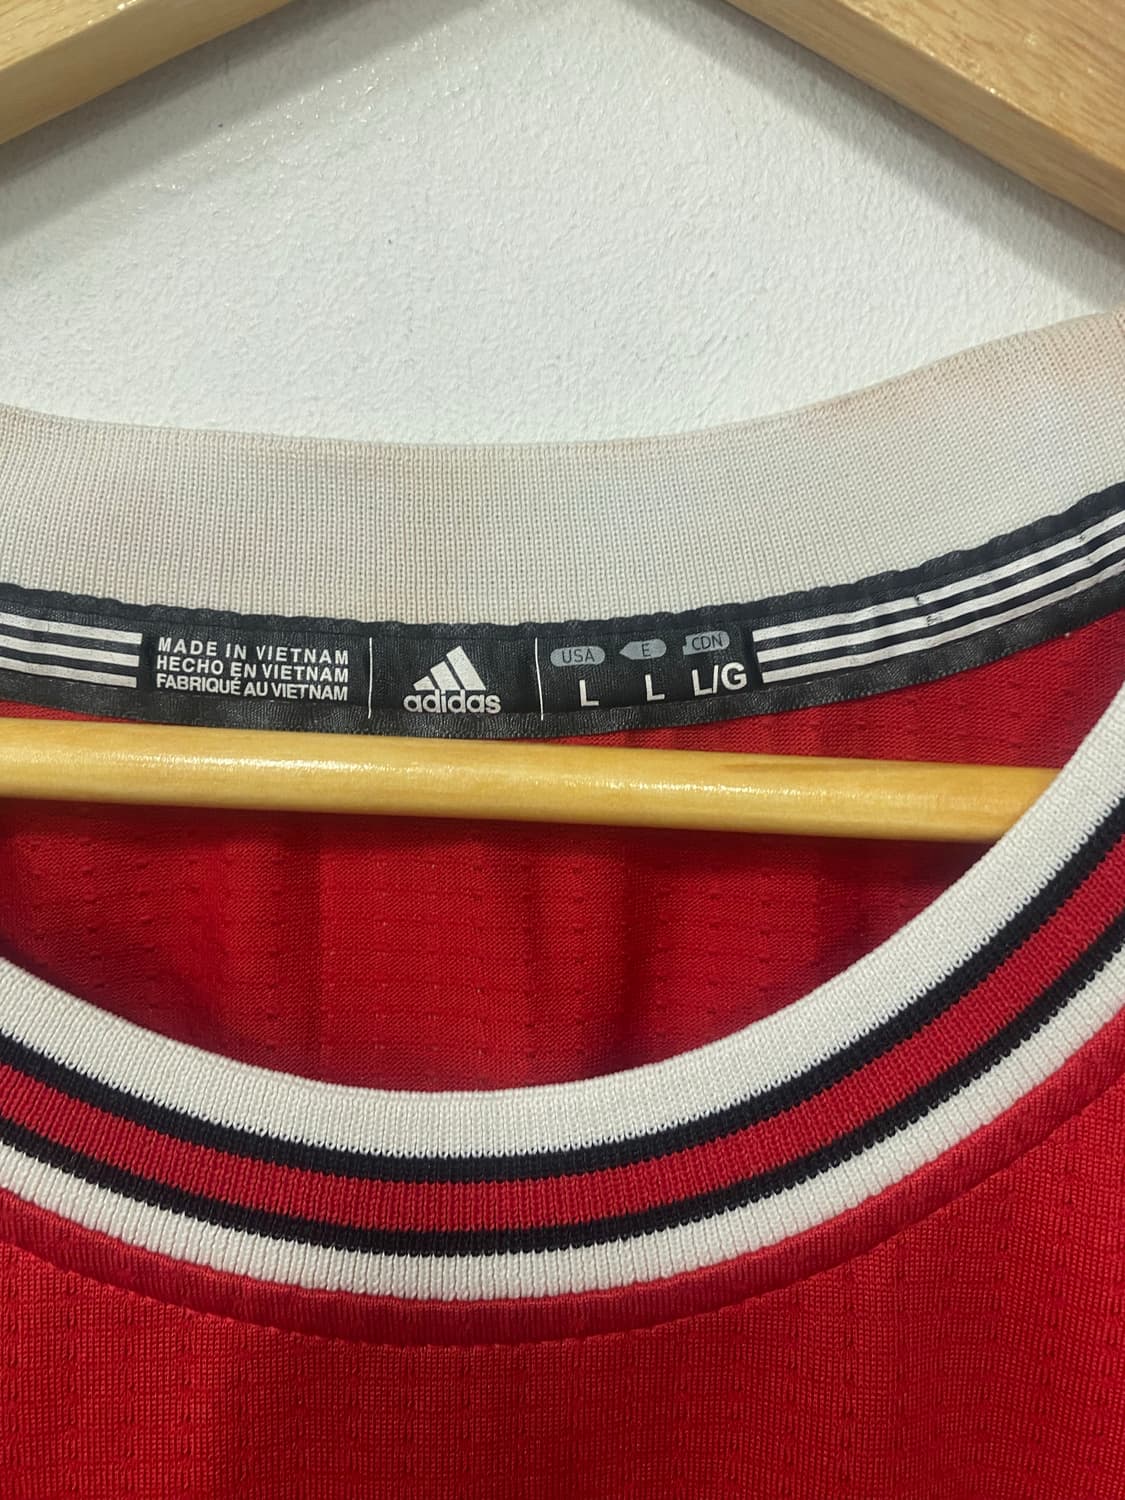 MADE IN VIETNAM
HECHO EN VIETNAM
FABRIQUÉ AU VIETNAM
adidas
USA E CDN
L L L/G